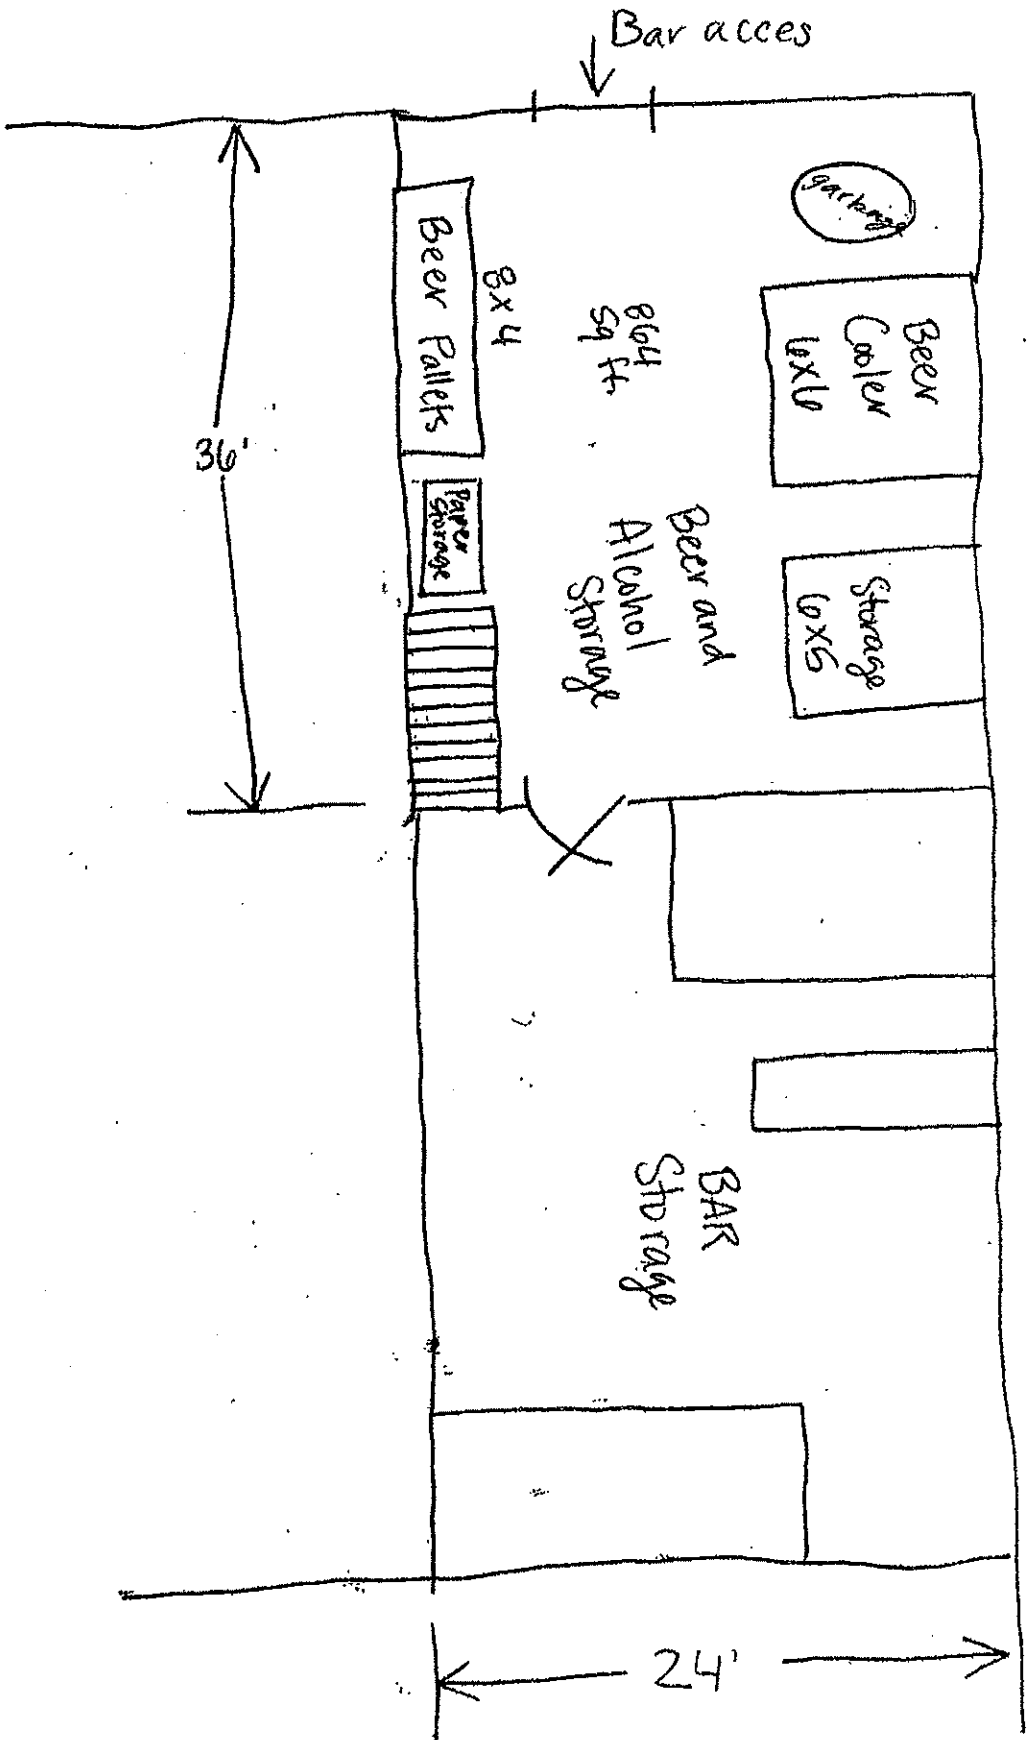 Bar acces
garbage
Beer Pallets
8x4
864
sq ft.
Beer
Cooler
6x6
36'
Paper
Storage
Beer and
Alcohol
Storage
Storage
6x5
BAR
Storage
24'